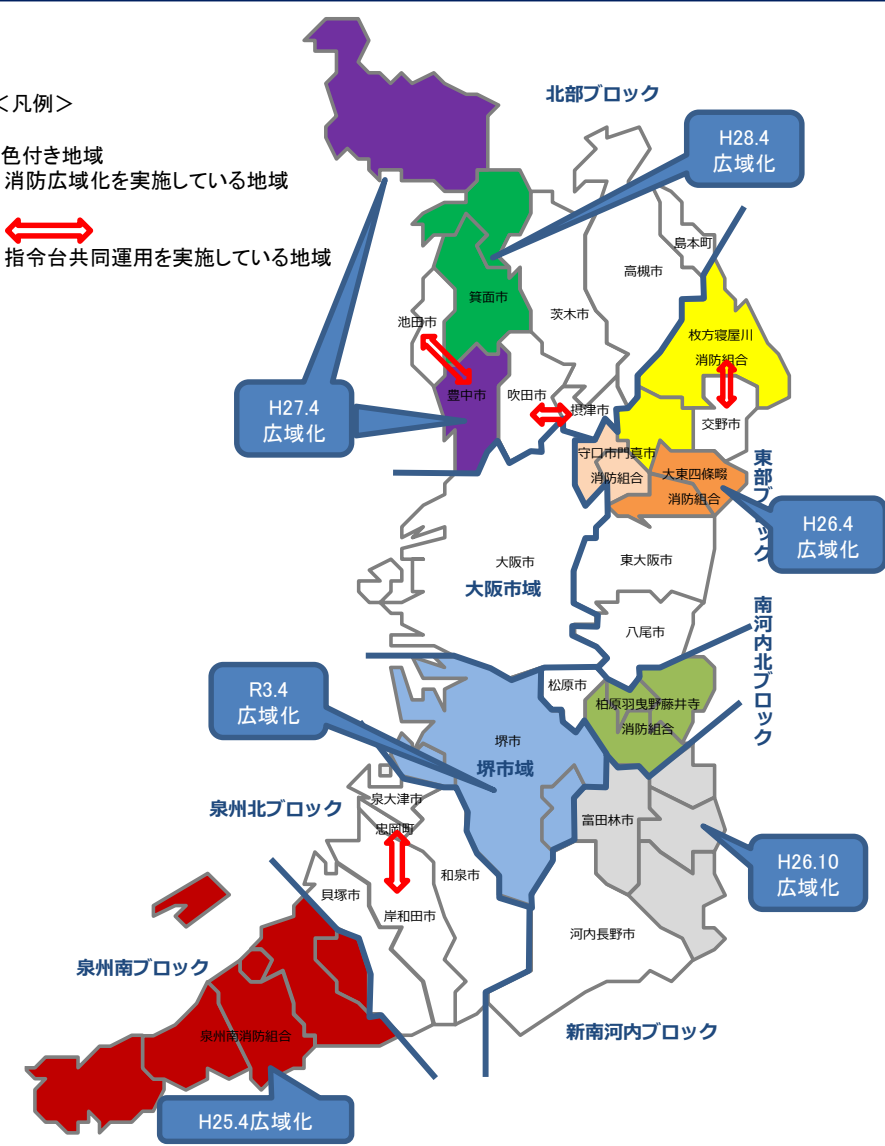 ＜凡例＞
色付き地域
消防広域化を実施している地域
指令台共同運用を実施している地域
北部ブロック
H28.4
広域化
島本町
高槻市
茨木市
箕面市
池田市
枚方寝屋川
消防組合
豊中市
吹田市
摂津市
交野市
H27.4
広域化
守口市門真市
消防組合
大東四條畷
消防組合
東部ブロック
H26.4
広域化
大阪市
大阪市域
東大阪市
八尾市
南河内北ブロック
R3.4
広域化
松原市
柏原羽曳野藤井寺
消防組合
堺市
堺市域
泉州北ブロック
泉大津市
忠岡町
富田林市
H26.10
広域化
和泉市
貝塚市
岸和田市
河内長野市
泉州南ブロック
泉州南消防組合
新南河内ブロック
H25.4広域化